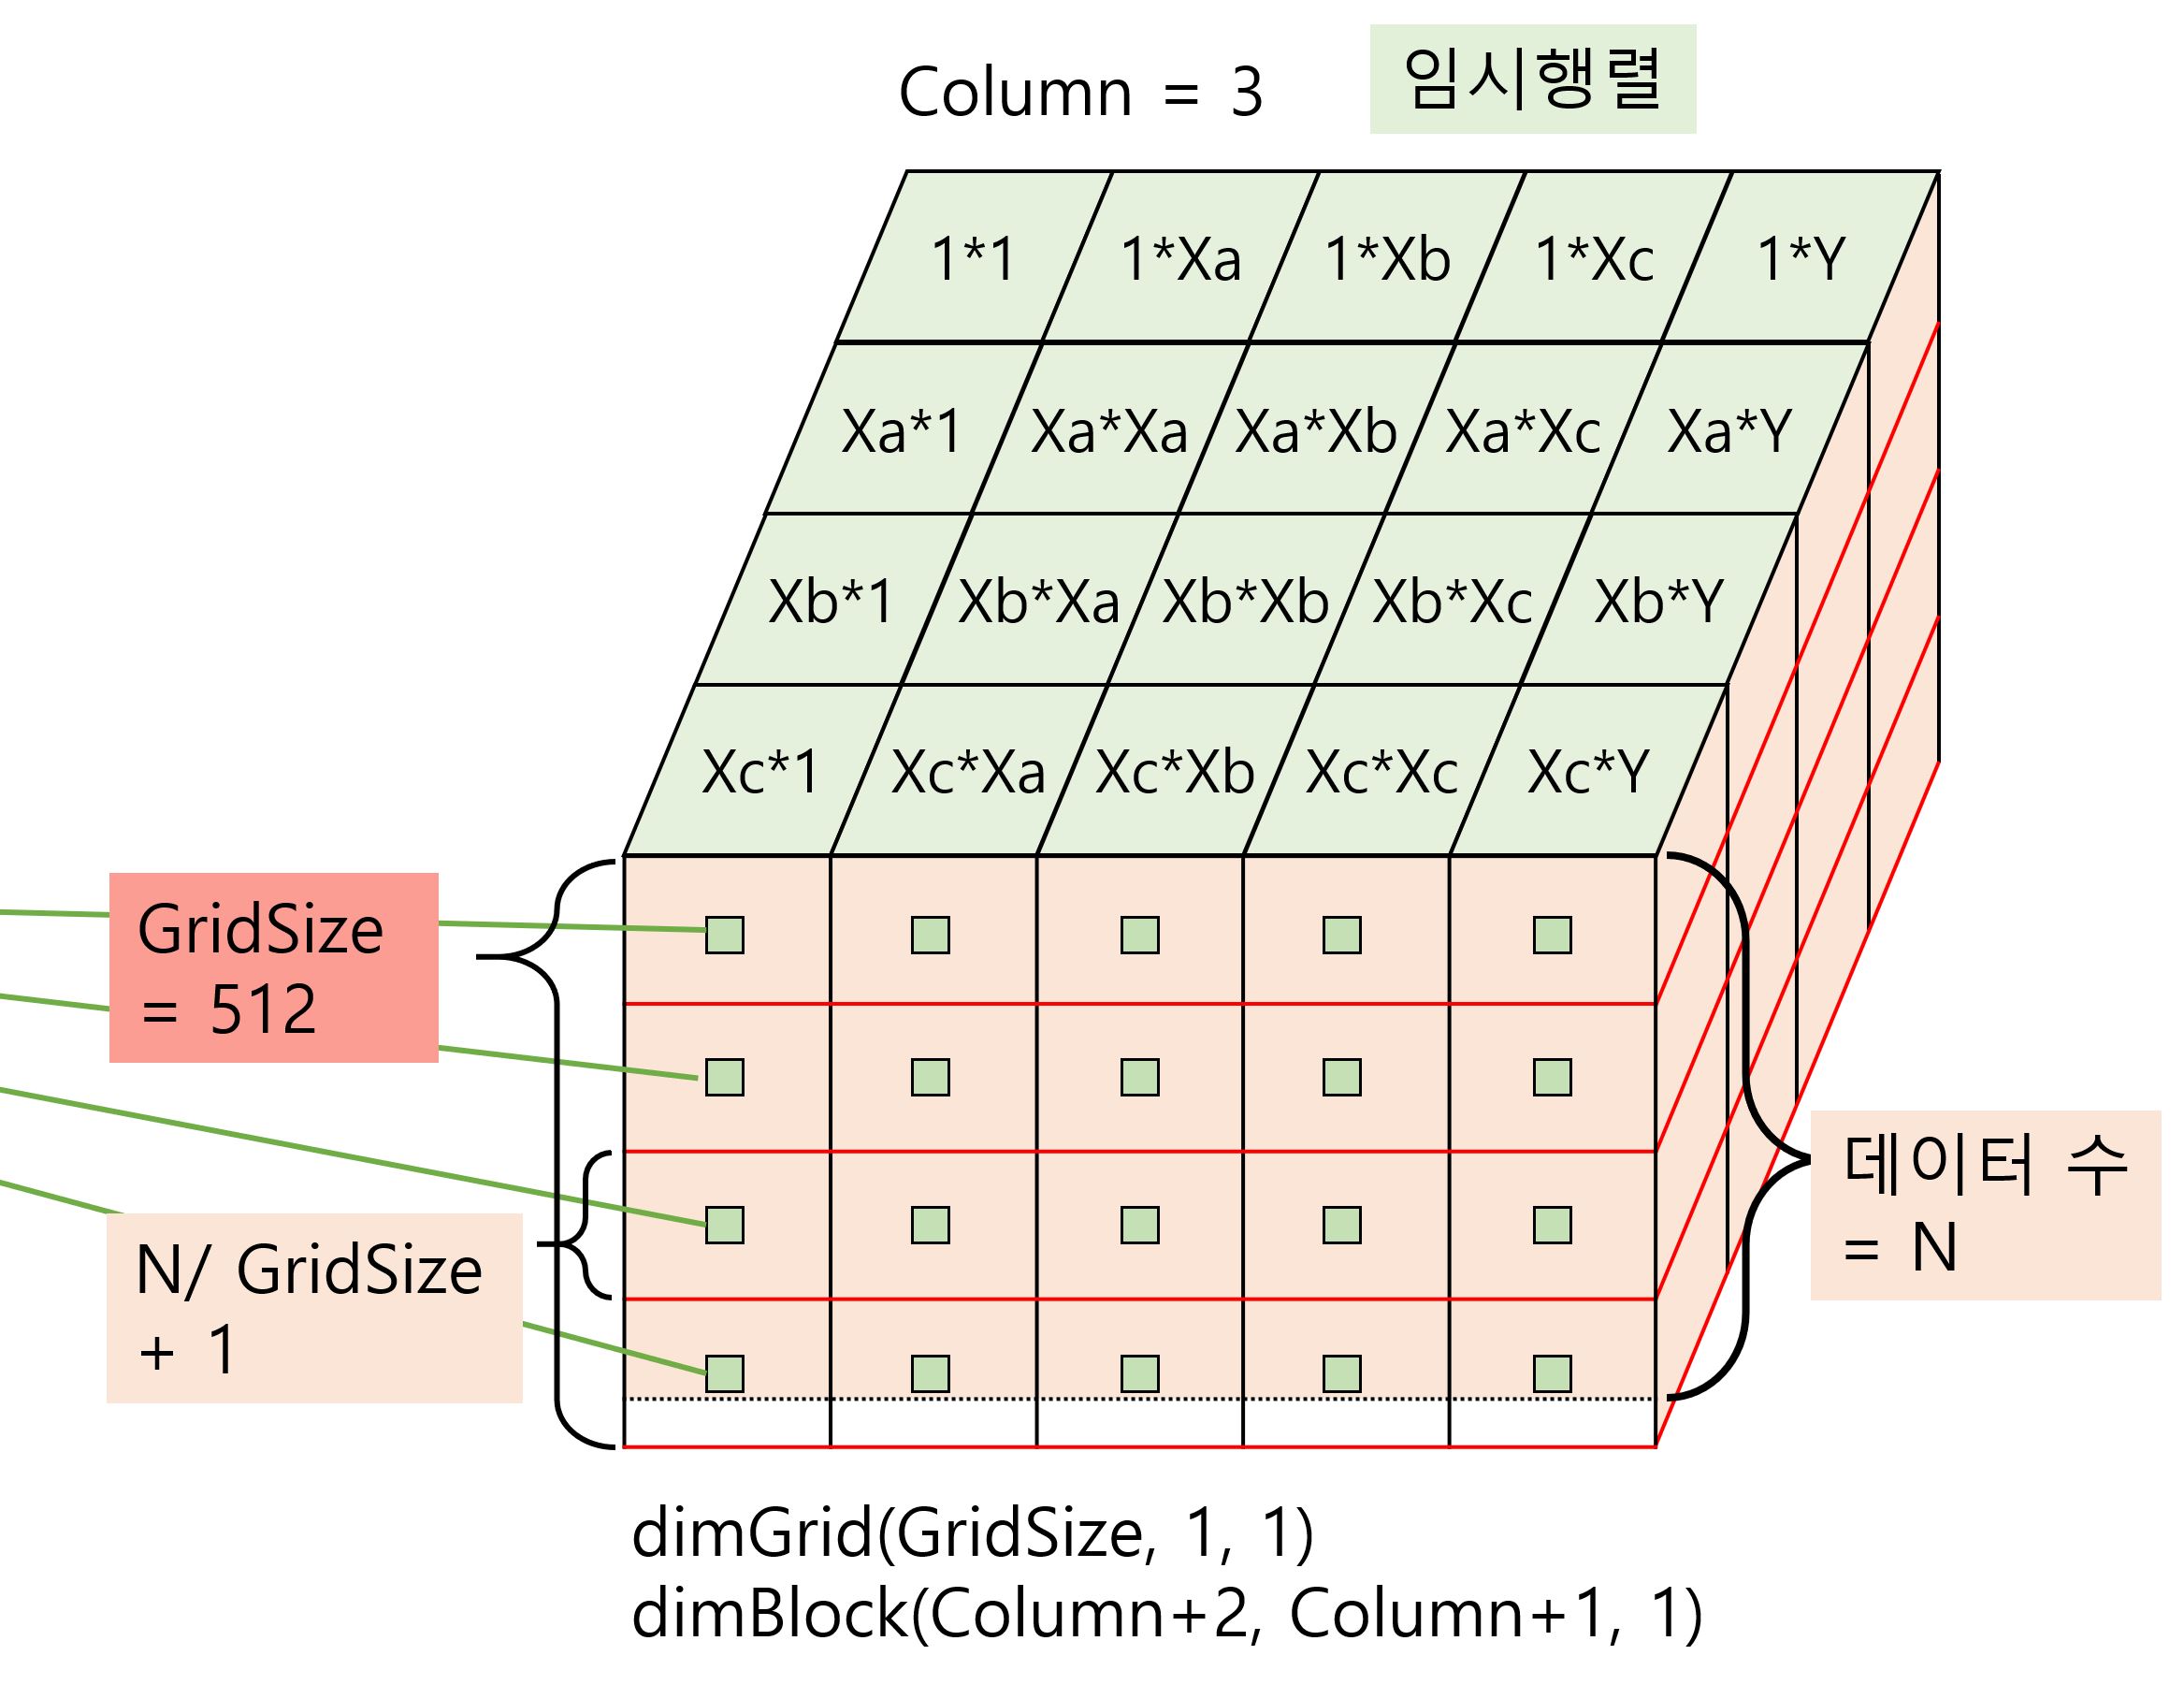 Column = 3
임시행렬
1*1 1*Xa 1*Xb 1*Xc 1*Y
Xa*1 Xa*Xa Xa*Xb Xa*Xc Xa*Y
Xb*1 Xb*Xa Xb*Xb Xb*Xc Xb*Y
Xc*1 Xc*Xa Xc*Xb Xc*Xc Xc*Y
GridSize
= 512
N/ GridSize
+ 1
데이터 수
= N
dimGrid(GridSize, 1, 1)
dimBlock(Column+2, Column+1, 1)